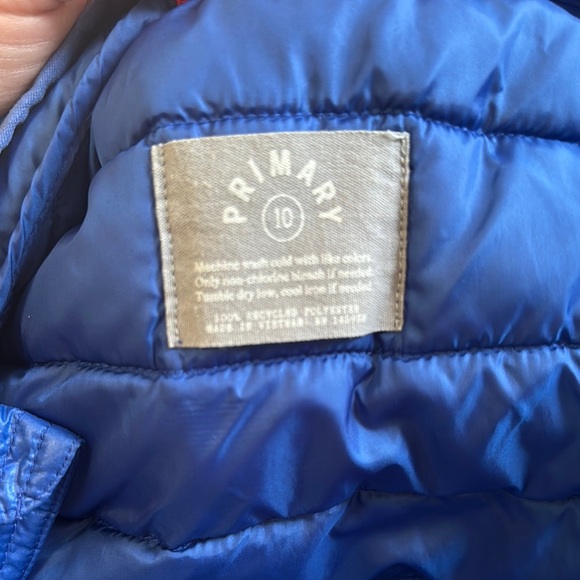 PRIMARY
10
Machine wash cold with like colors.
Only non-chlorine bleach if needed.
Tumble dry low, cool iron if needed.
100% RECYCLED POLYESTER
MADE IN VIETNAM RN